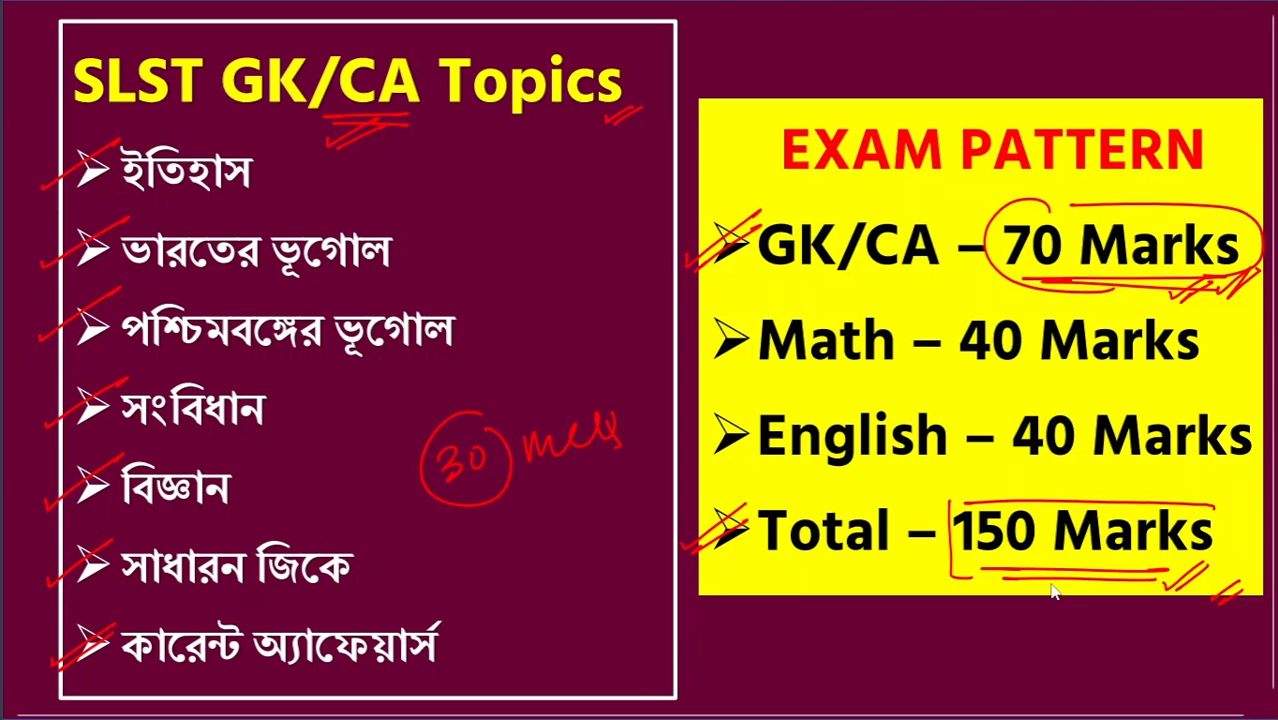 SLST GK/CA Topics
ইতিহাস
ভারতের ভূগোল
পশ্চিমবঙ্গের ভূগোল
সংবিধান
বিজ্ঞান
সাধারন জিকে
কারেন্ট অ্যাফেয়ার্স
30
EXAM PATTERN
GK/CA – 70 Marks
Math – 40 Marks
English – 40 Marks
Total – 150 Marks